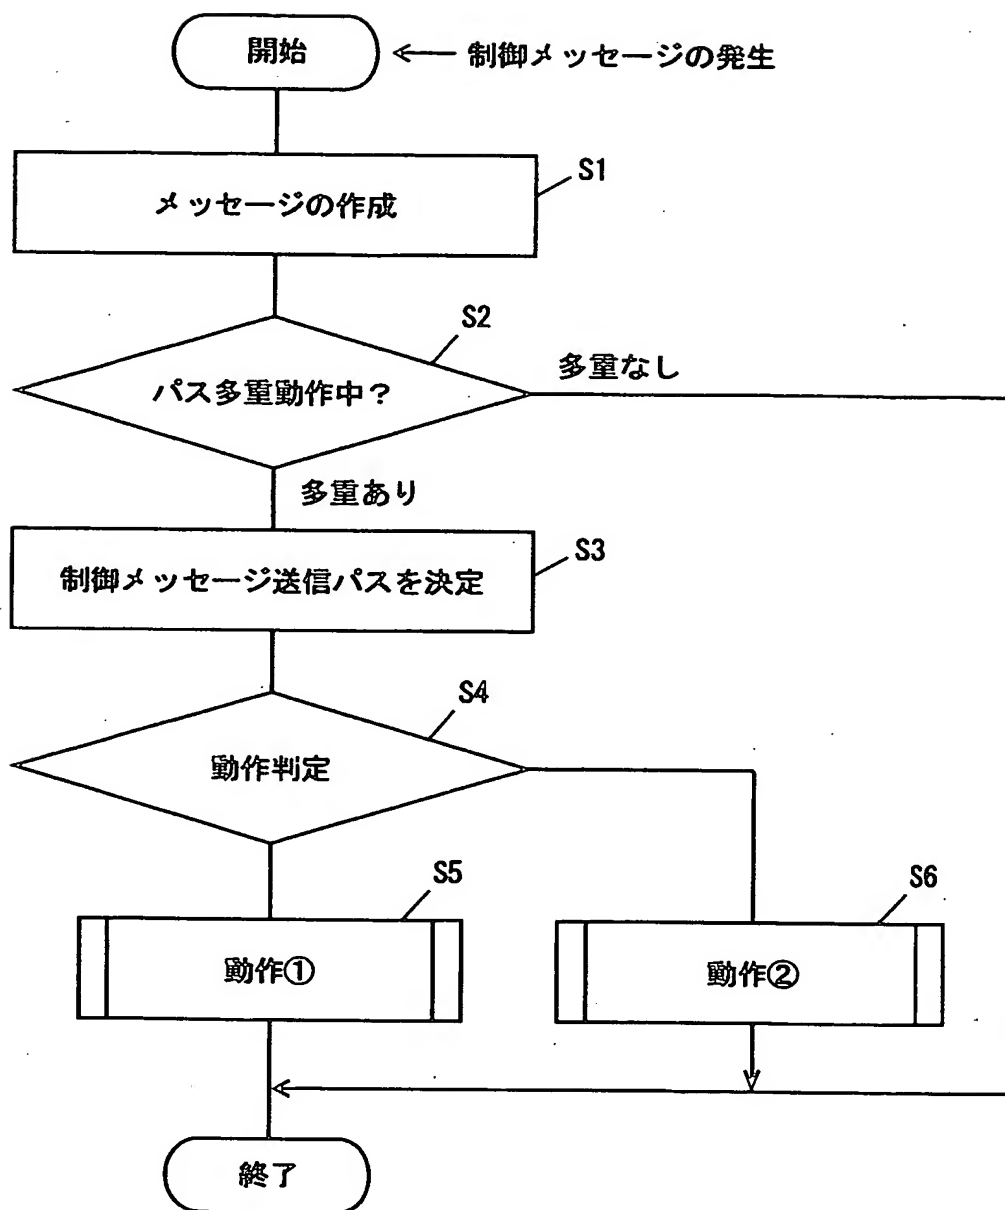 開始
制御メッセージの発生
S1
メッセージの作成
S2
パス多重動作中?
多重なし
多重あり
S3
制御メッセージ送信パスを決定
S4
動作判定
S5
動作①
S6
動作②
終了